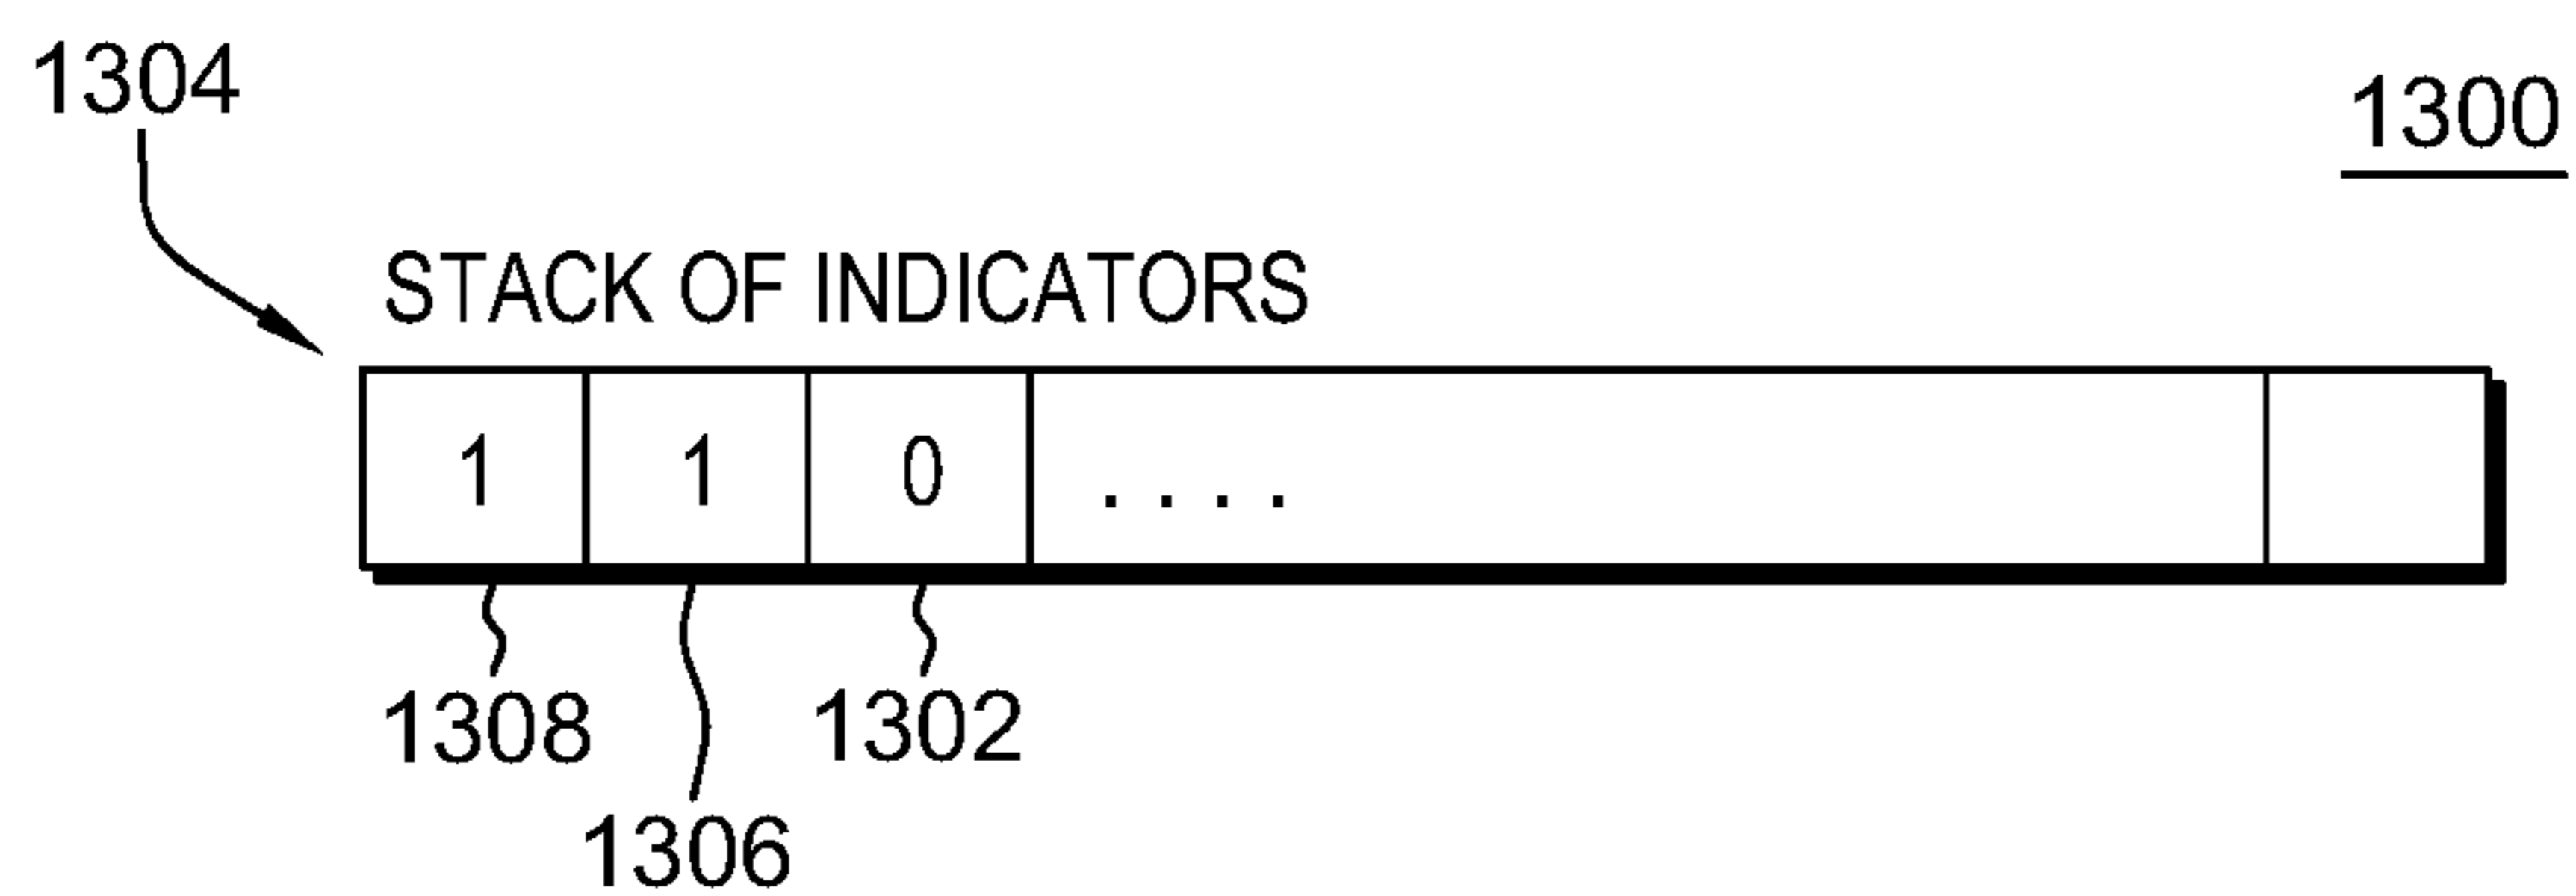 1304
1300
STACK OF INDICATORS
1 1 0 ....
1308 1302
1306